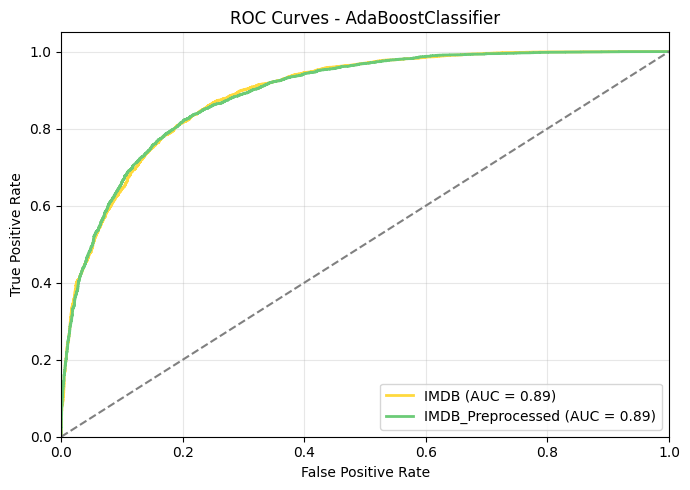 ROC Curves - AdaBoostClassifier
True Positive Rate
1.0
0.8
0.6
0.4
0.2
0.0
0.0 0.2 0.4 0.6 0.8 1.0
False Positive Rate
IMDB (AUC = 0.89)
IMDB_Preprocessed (AUC = 0.89)